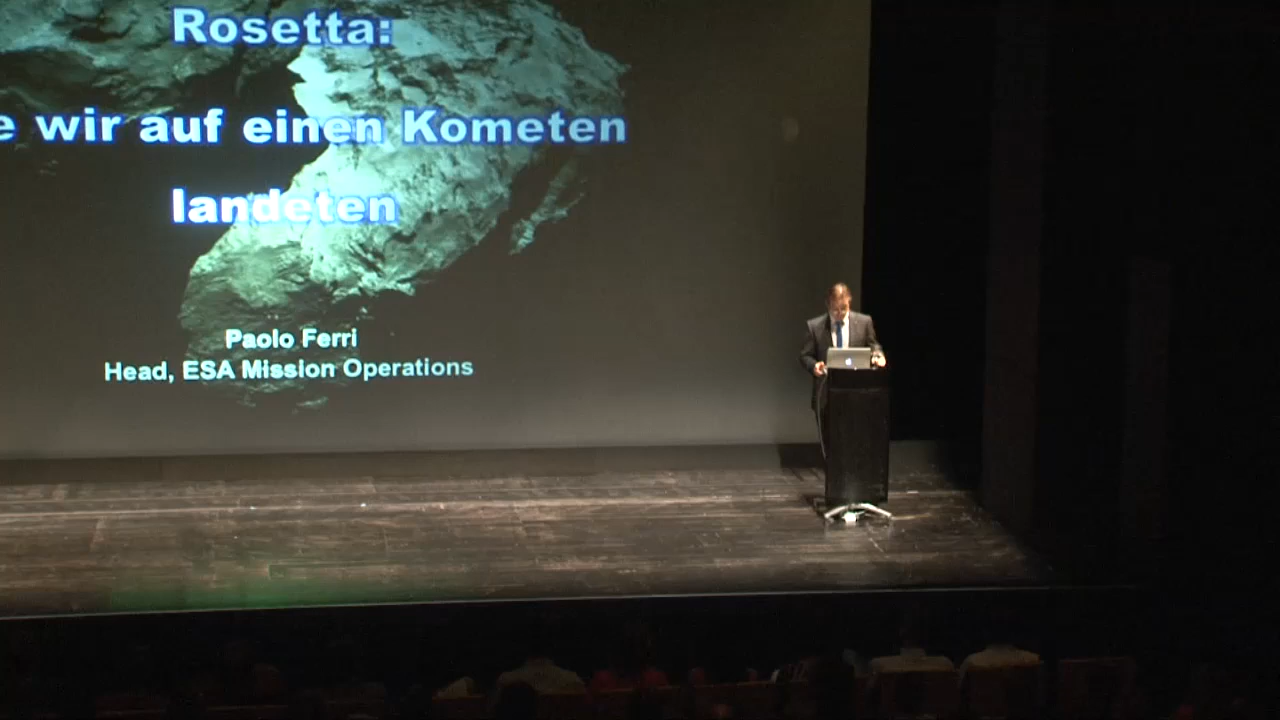 Rosetta:
e wir auf einen Kometen
landeten
Paolo Ferri
Head, ESA Mission Operations